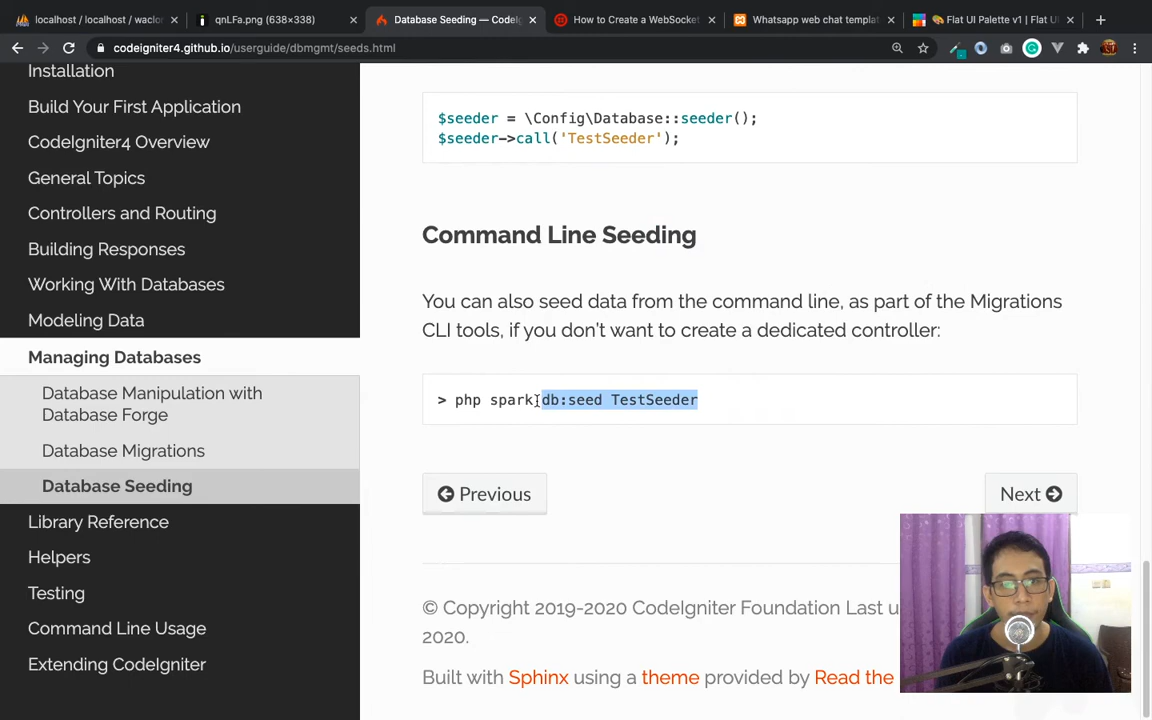 localhost / localhost / wacior
qnLFa.png (638×338)
Database Seeding — CodeIg
How to Create a WebSocket
Whatsapp web chat templat
Flat UI Palette v1 | Flat UI
codeigniter4.github.io/userguide/dbmgmt/seeds.html
Installation
Build Your First Application
CodeIgniter4 Overview
General Topics
Controllers and Routing
Building Responses
Working With Databases
Modeling Data
Managing Databases
Database Manipulation with
Database Forge
Database Migrations
Database Seeding
Library Reference
Helpers
Testing
Command Line Usage
Extending CodeIgniter
$seeder = \Config\Database::seeder();
$seeder->call('TestSeeder');
Command Line Seeding
You can also seed data from the command line, as part of the Migrations
CLI tools, if you don't want to create a dedicated controller:
> php spark db:seed TestSeeder
Previous
Next
© Copyright 2019-2020 CodeIgniter Foundation Last u
2020.
Built with Sphinx using a theme provided by Read the